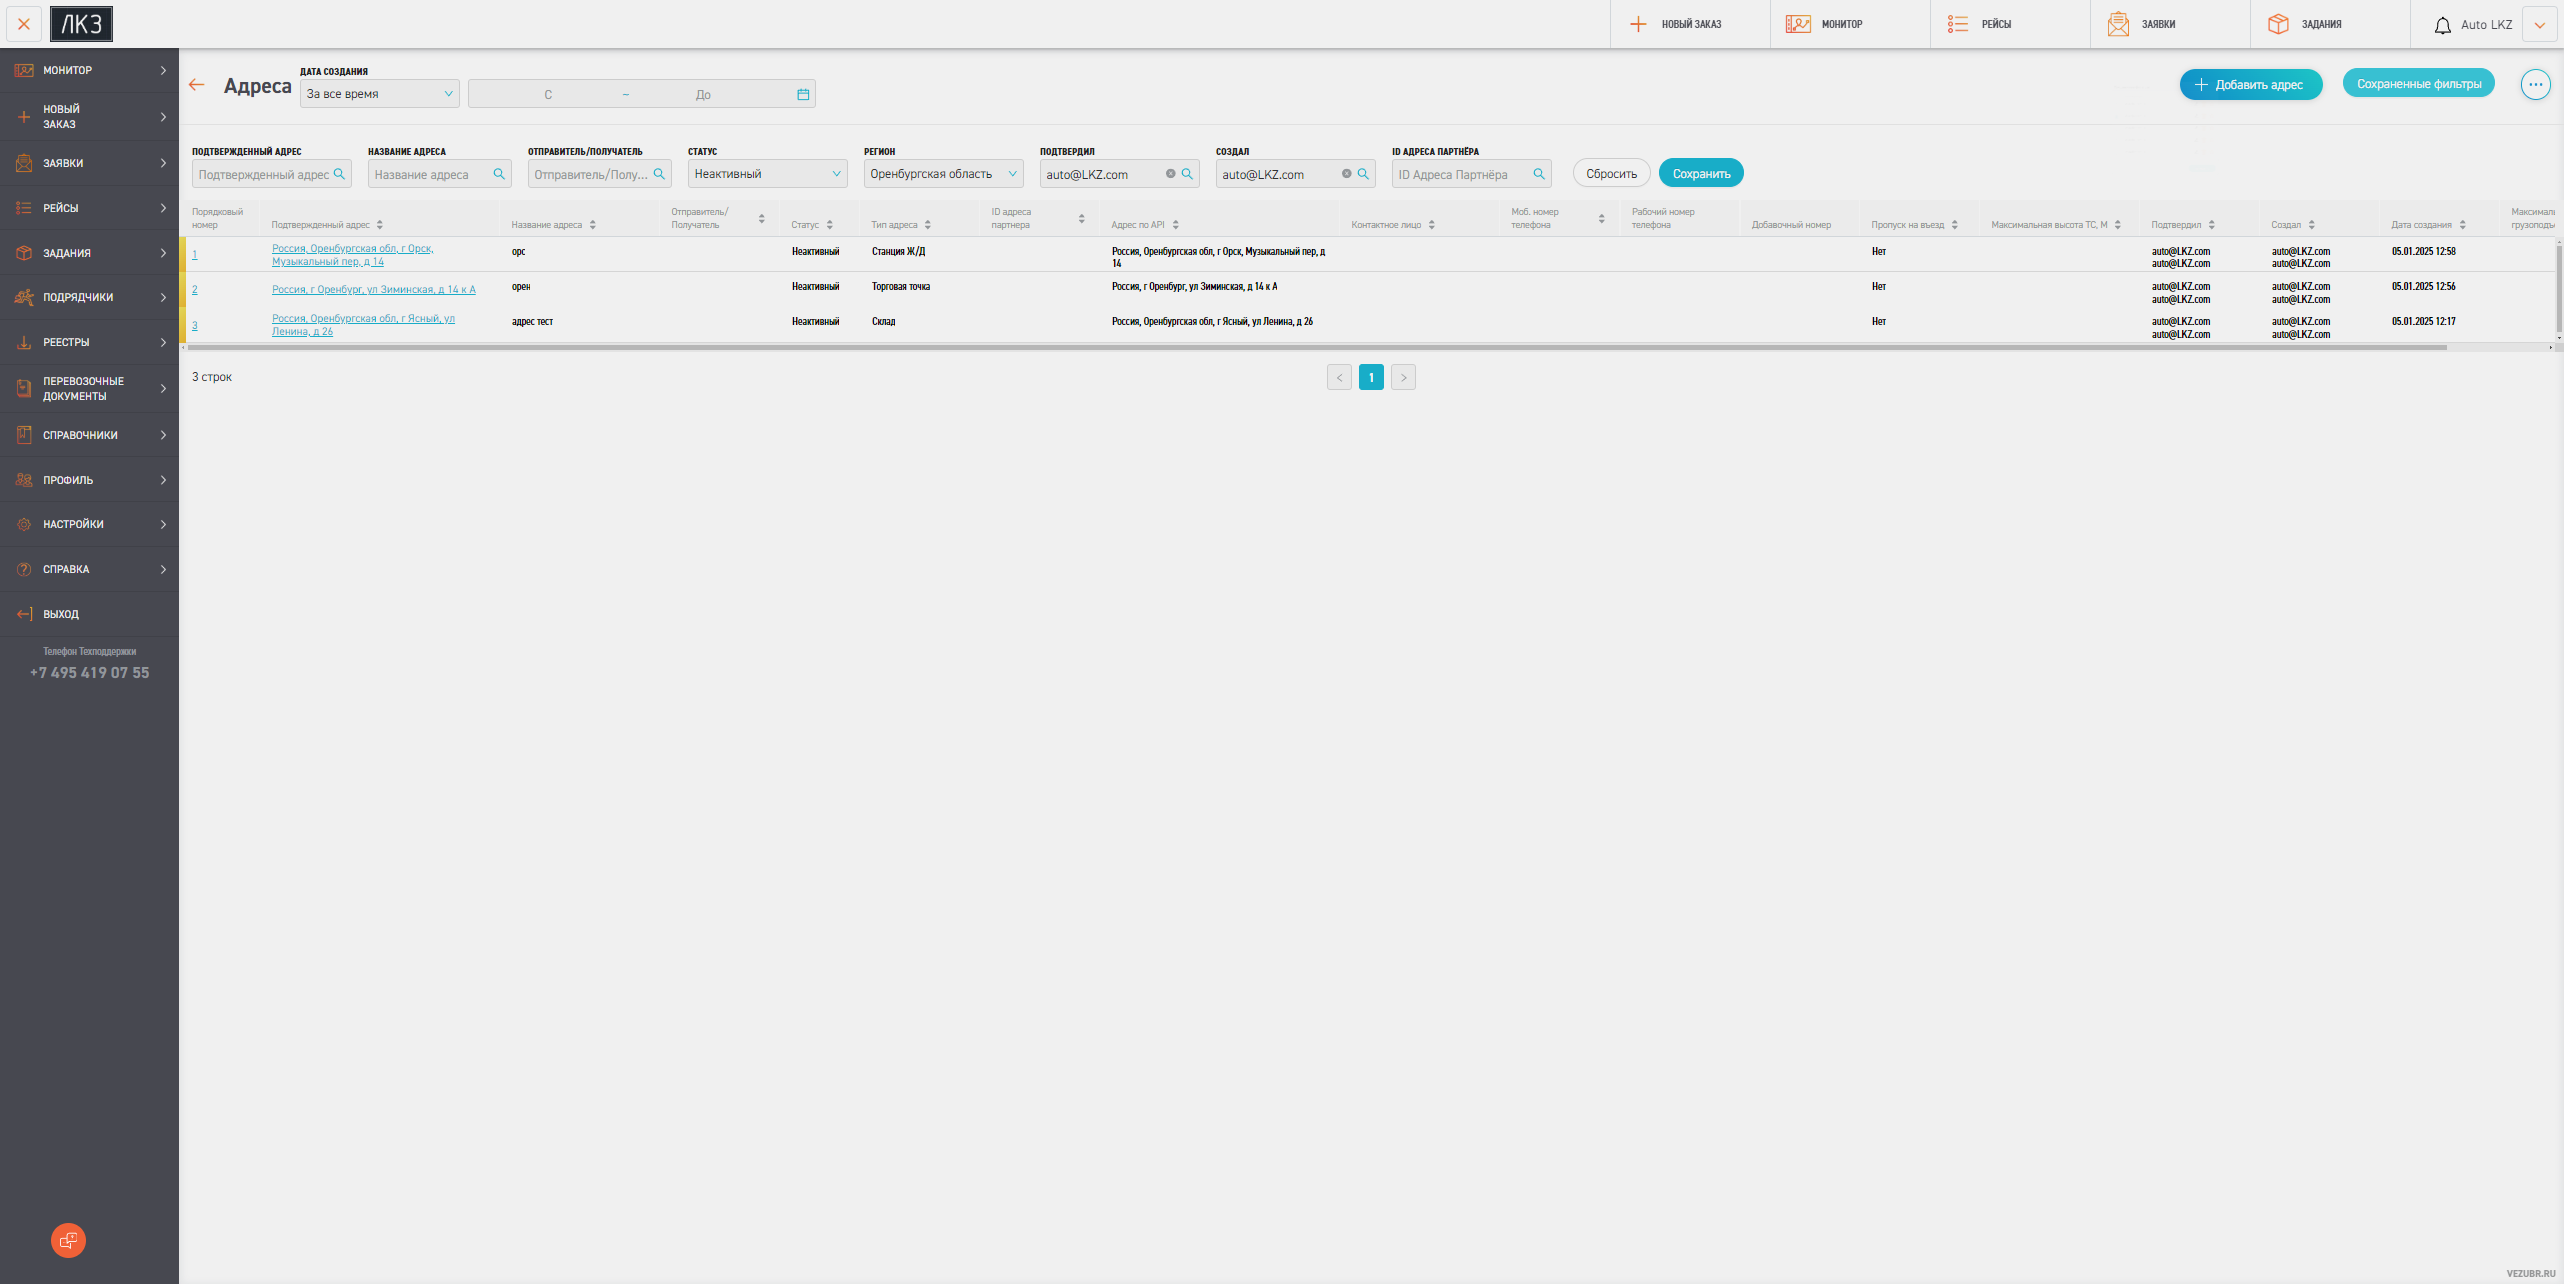 ЛКЗ
НОВЫЙ ЗАКАЗ
МОНИТОР
РЕЙСЫ
ЗАЯВКИ
ЗАДАНИЯ
Auto LKZ
МОНИТОР
НОВЫЙ
ЗАКАЗ
ЗАЯВКИ
РЕЙСЫ
ЗАДАНИЯ
ПОДРЯДЧИКИ
РЕЕСТРЫ
ПЕРЕВОЗОЧНЫЕ
ДОКУМЕНТЫ
СПРАВОЧНИКИ
ПРОФИЛЬ
НАСТРОЙКИ
СПРАВКА
ВЫХОД
Телефон Техподдержки
+7 495 419 07 55
Адреса
ДАТА СОЗДАНИЯ
За все время
С ~ До
Добавить адрес
Сохраненные фильтры
ПОДТВЕРЖДЕННЫЙ АДРЕС
Подтвержденный адрес
НАЗВАНИЕ АДРЕСА
Название адреса
ОТПРАВИТЕЛЬ/ПОЛУЧАТЕЛЬ
Отправитель/Полу...
СТАТУС
Неактивный
РЕГИОН
Оренбургская область
ПОДТВЕРДИЛ
auto@LKZ.com
СОЗДАЛ
auto@LKZ.com
ID АДРЕСА ПАРТНЁРА
ID Адреса Партнёра
Сбросить
Сохранить
Порядковый
номер
Подтвержденный адрес
Название адреса
Отправитель/
Получатель
Статус
Тип адреса
ID адреса
партнера
Адрес по API
Контактное лицо
Моб. номер
телефона
Рабочий номер
телефона
Добавочный номер
Пропуск на въезд
Максимальная высота ТС, М
Подтвердил
Создал
Дата создания
Максималь
грузоподъе
1
Россия, Оренбургская обл, г Орск,
Музыкальный пер, д 14
орс
Неактивный
Станция Ж/Д
Россия, Оренбургская обл, г Орск, Музыкальный пер, д
14
Нет
auto@LKZ.com
auto@LKZ.com
auto@LKZ.com
auto@LKZ.com
05.01.2025 12:58
2
Россия, г Оренбург, ул Зиминская, д 14 к А
орен
Неактивный
Торговая точка
Россия, г Оренбург, ул Зиминская, д 14 к А
Нет
auto@LKZ.com
auto@LKZ.com
auto@LKZ.com
auto@LKZ.com
05.01.2025 12:56
3
Россия, Оренбургская обл, г Ясный, ул
Ленина, д 26
адрес тест
Неактивный
Склад
Россия, Оренбургская обл, г Ясный, ул Ленина, д 26
Нет
auto@LKZ.com
auto@LKZ.com
auto@LKZ.com
auto@LKZ.com
05.01.2025 12:17
3 строк
< 1 >
VEZUBR.RU